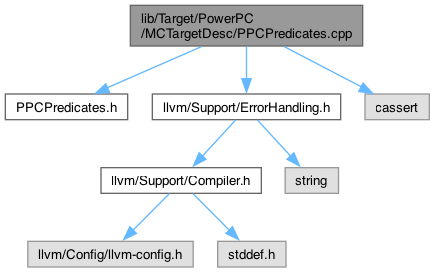 lib/Target/PowerPC
/MCTargetDesc/PPCPredicates.cpp
PPCPredicates.h
llvm/Support/ErrorHandling.h
cassert
llvm/Support/Compiler.h
string
llvm/Config/llvm-config.h
stddef.h